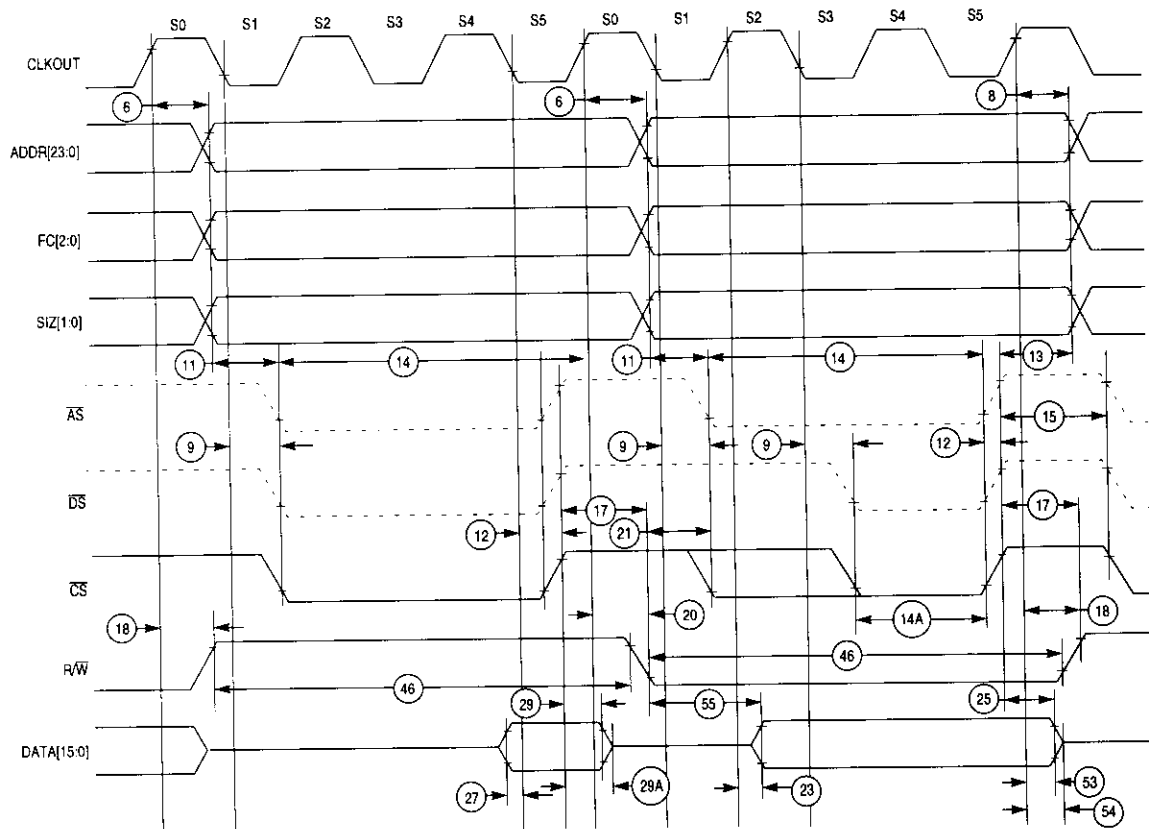 S0 S1 S2 S3 S4 S5 S0 S1 S2 S3 S4 S5
CLKOUT
6 6 8
ADDR[23:0]
FC[2:0]
SIZ[1:0]
11 14 11 14 13
AS
15
9 9 9 12
DS
12 17 21 17
CS
18 20 14A 18
R/W
46
46
29 55 25
DATA[15:0]
27 29A 23 53
54